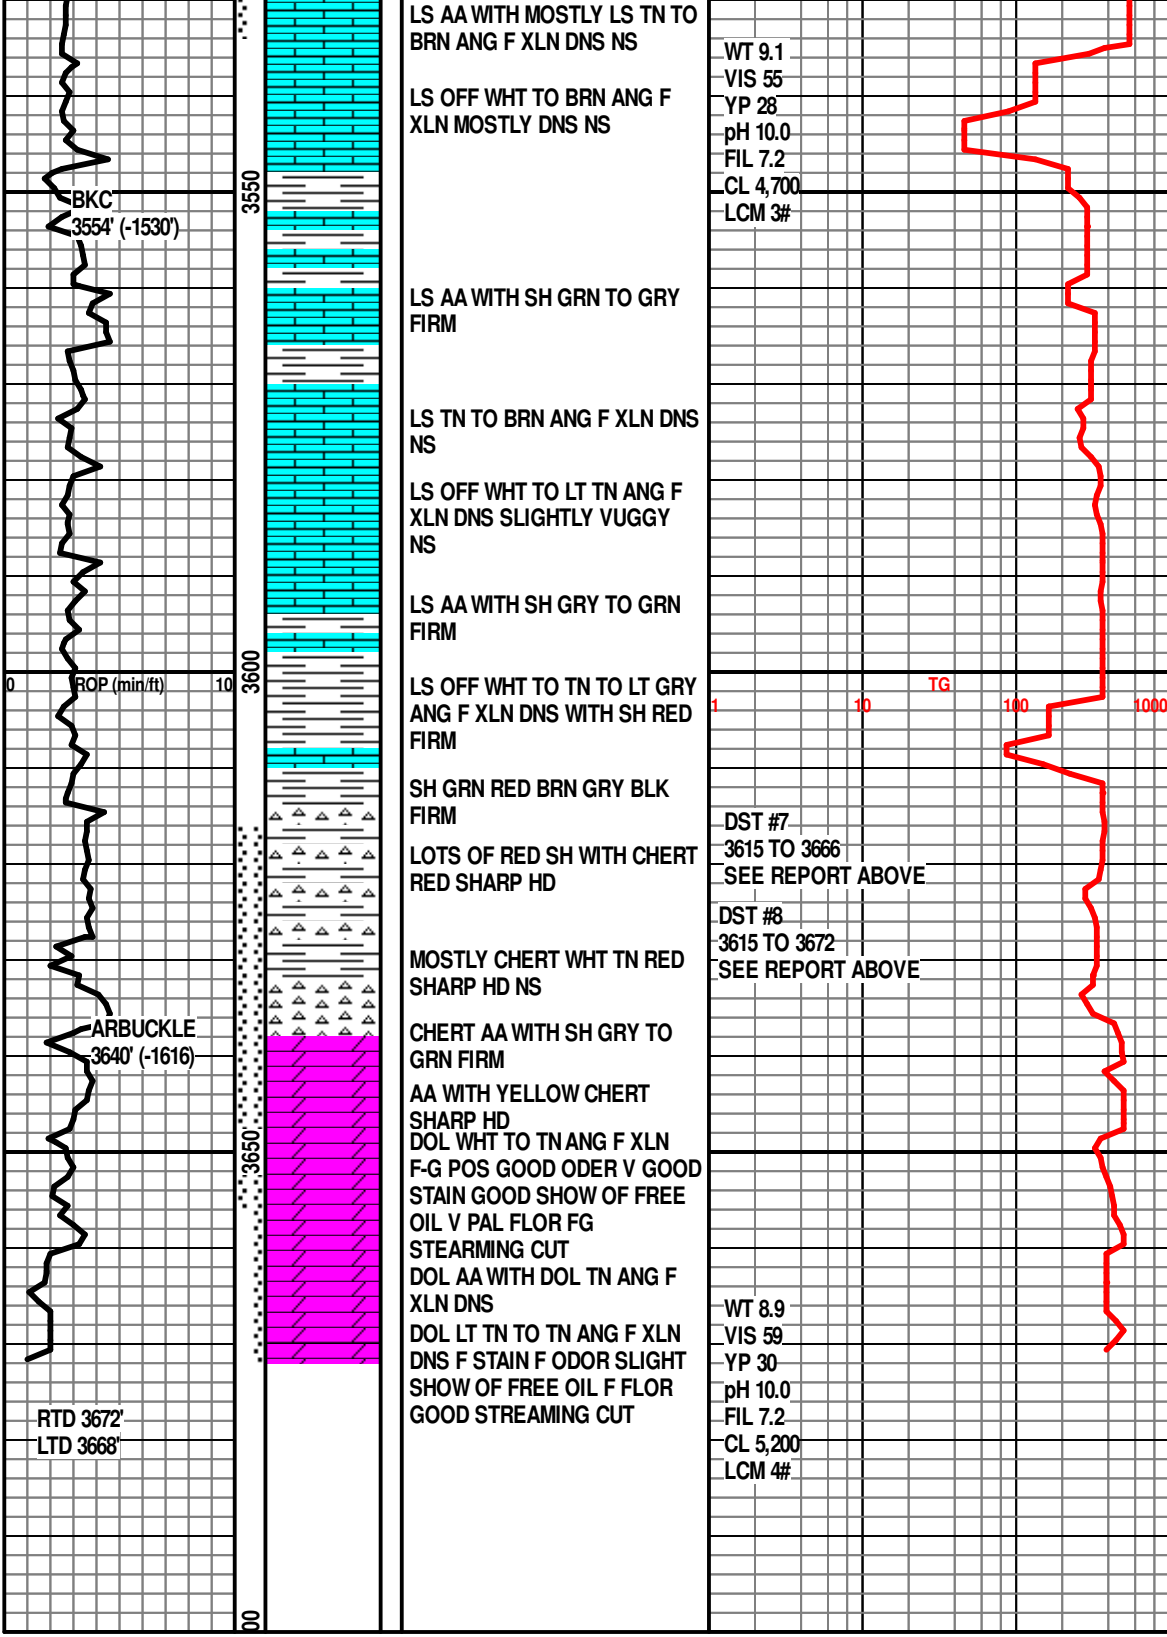 LS AA WITH MOSTLY LS TN TO
BRN ANG F XLN DNS NS
WT 9.1
VIS 55
YP 28
pH 10.0
FIL 7.2
CL 4,700
LCM 3#
LS OFF WHT TO BRN ANG F
XLN MOSTLY DNS NS
3550
BKC
3554' (-1530')
LS AA WITH SH GRN TO GRY
FIRM
LS TN TO BRN ANG F XLN DNS
NS
LS OFF WHT TO LT TN ANG F
XLN DNS SLIGHTLY VUGGY
NS
LS AA WITH SH GRY TO GRN
FIRM
3600
0 ROP (min/ft) 10
TG
1 10 100 1000
LS OFF WHT TO TN TO LT GRY
ANG F XLN DNS WITH SH RED
FIRM
SH GRN RED BRN GRY BLK
FIRM
DST #7
3615 TO 3666
SEE REPORT ABOVE
LOTS OF RED SH WITH CHERT
RED SHARP HD
DST #8
3615 TO 3672
SEE REPORT ABOVE
MOSTLY CHERT WHT TN RED
SHARP HD NS
ARBUCKLE
3640' (-1616)
CHERT AA WITH SH GRY TO
GRN FIRM
AA WITH YELLOW CHERT
SHARP HD
3650
DOL WHT TO TN ANG F XLN
F-G POS GOOD ODER V GOOD
STAIN GOOD SHOW OF FREE
OIL V PAL FLOR FG
STEARMING CUT
DOL AA WITH DOL TN ANG F
XLN DNS
DOL LT TN TO TN ANG F XLN
DNS F STAIN F ODOR SLIGHT
SHOW OF FREE OIL F FLOR
GOOD STREAMING CUT
WT 8.9
VIS 59
YP 30
pH 10.0
FIL 7.2
CL 5,200
LCM 4#
RTD 3672'
LTD 3668'
00